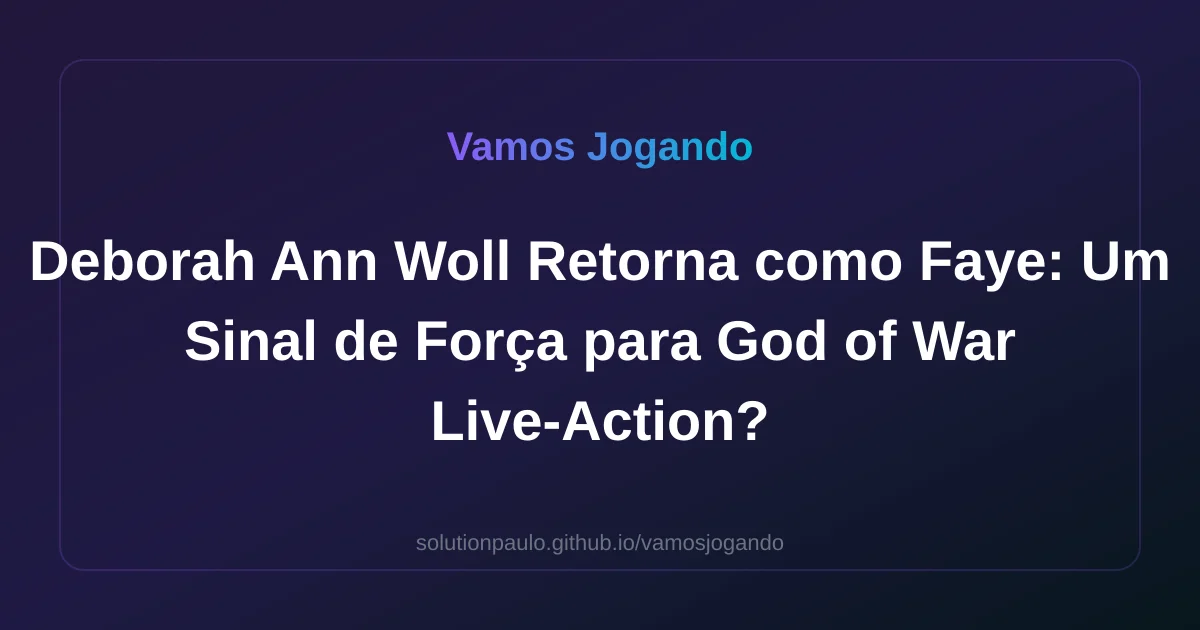 Vamos Jogando
Deborah Ann Woll Retorna como Faye: Um
Sinal de Força para God of War
Live-Action?
solutionpaulo.github.io/vamosjogando